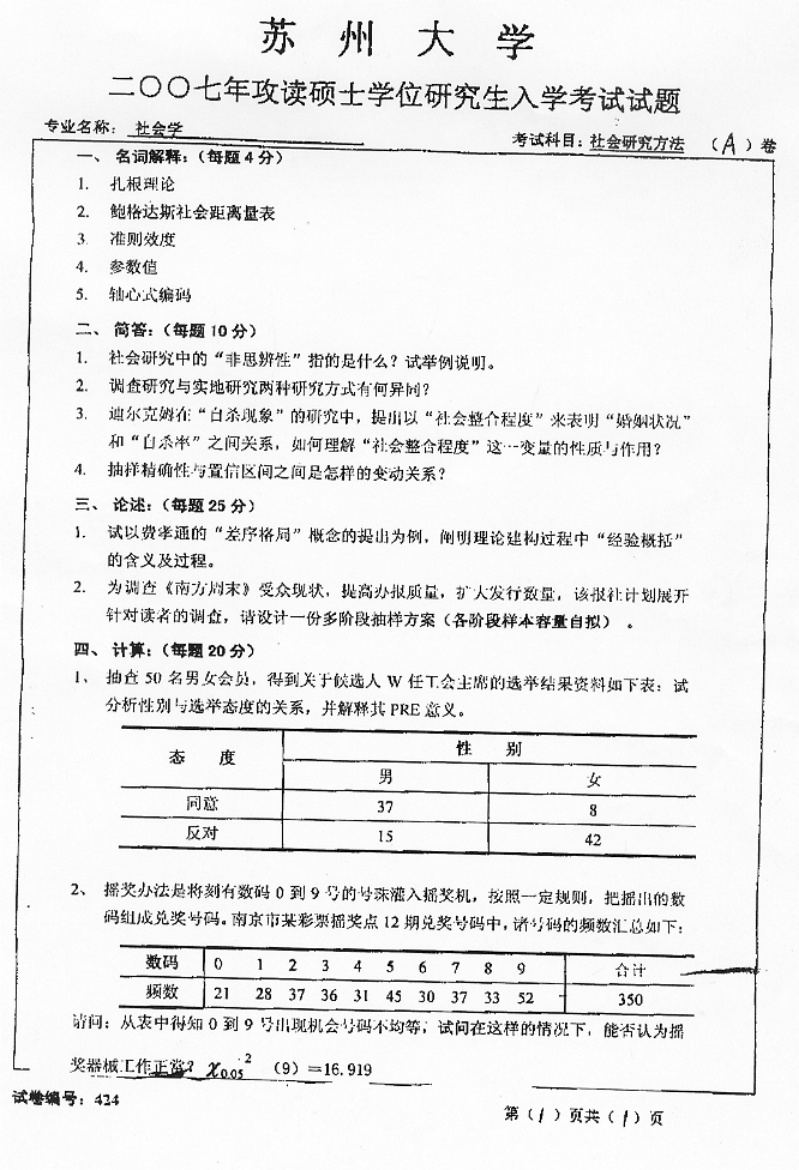 苏州大学
二〇〇七年攻读硕士学位研究生入学考试试题
专业名称：社会学 考试科目：社会研究方法 （A）卷
一、 名词解释：（每题4分）
1. 扎根理论
2. 鲍格达斯社会距离量表
3. 准则效度
4. 参数值
5. 轴心式编码
二、 简答：（每题10分）
1. 社会研究中的“非思辨性”指的是什么？试举例说明。
2. 调查研究与实地研究两种研究方式有何异同？
3. 迪尔克姆在“自杀现象”的研究中，提出以“社会整合程度”来表明“婚姻状况”
和“自杀率”之间关系，如何理解“社会整合程度”这一变量的性质与作用？
4. 抽样精确性与置信区间之间是怎样的变动关系？
三、 论述：（每题25分）
1. 试以费孝通的“差序格局”概念的提出为例，阐明理论建构过程中“经验概括”
的含义及过程。
2. 为调查《南方周末》受众现状，提高办报质量，扩大发行数量，该报社计划展开
针对读者的调查，请设计一份多阶段抽样方案（各阶段样本容量自拟）。
四、 计算：（每题20分）
1、 抽查50名男女会员，得到关于候选人W任工会主席的选举结果资料如下表：试
分析性别与选举态度的关系，并解释其PRE意义。
态 度 性 别
男 女
同意 37 8
反对 15 42
2、 摇奖办法是将刻有数码0到9号的号珠灌入摇奖机，按照一定规则，把摇出的数
码组成兑奖号码。南京市某彩票摇奖点12期兑奖号码中，诸号码的频数汇总如下：
数码 0 1 2 3 4 5 6 7 8 9 合计
频数 21 28 37 36 31 45 30 37 33 52 350
请问：从表中得知0到9号出现机会号码不均等，试问在这样的情况下，能否认为摇
奖器械工作正常？ χ0.05² （9）＝16.919
试卷编号：424
第（1）页共（1）页